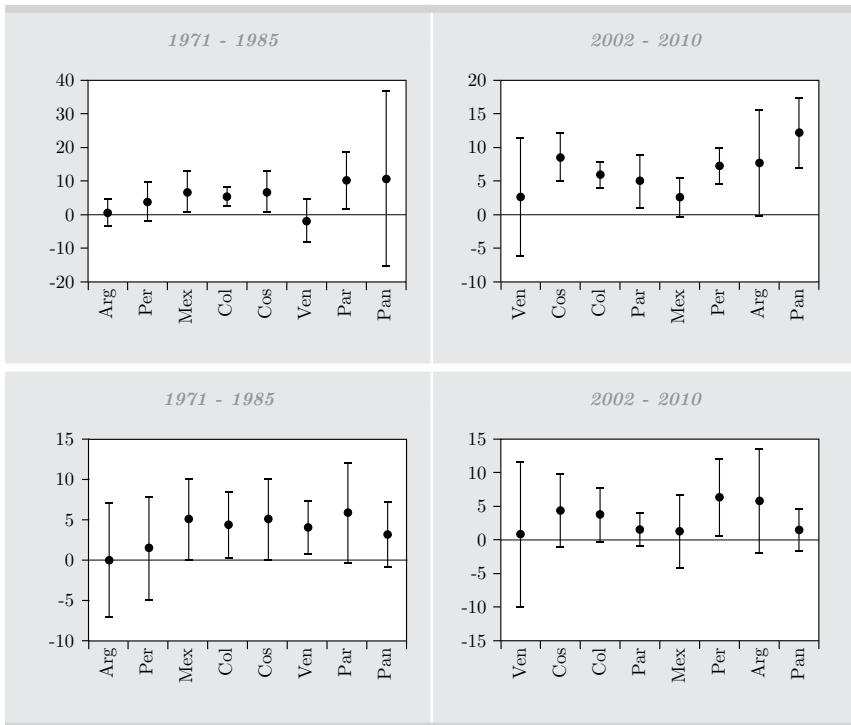 1971 - 1985
2002 - 2010
40
30
20
10
0
-10
-20
Arg
Per
Mex
Col
Cos
Ven
Par
Pan
20
15
10
5
0
-5
-10
Ven
Cos
Col
Par
Mex
Per
Arg
Pan
1971 - 1985
2002 - 2010
15
10
5
0
-5
-10
Arg
Per
Mex
Col
Cos
Ven
Par
Pan
15
10
5
0
-5
-10
-15
Ven
Cos
Col
Par
Mex
Per
Arg
Pan